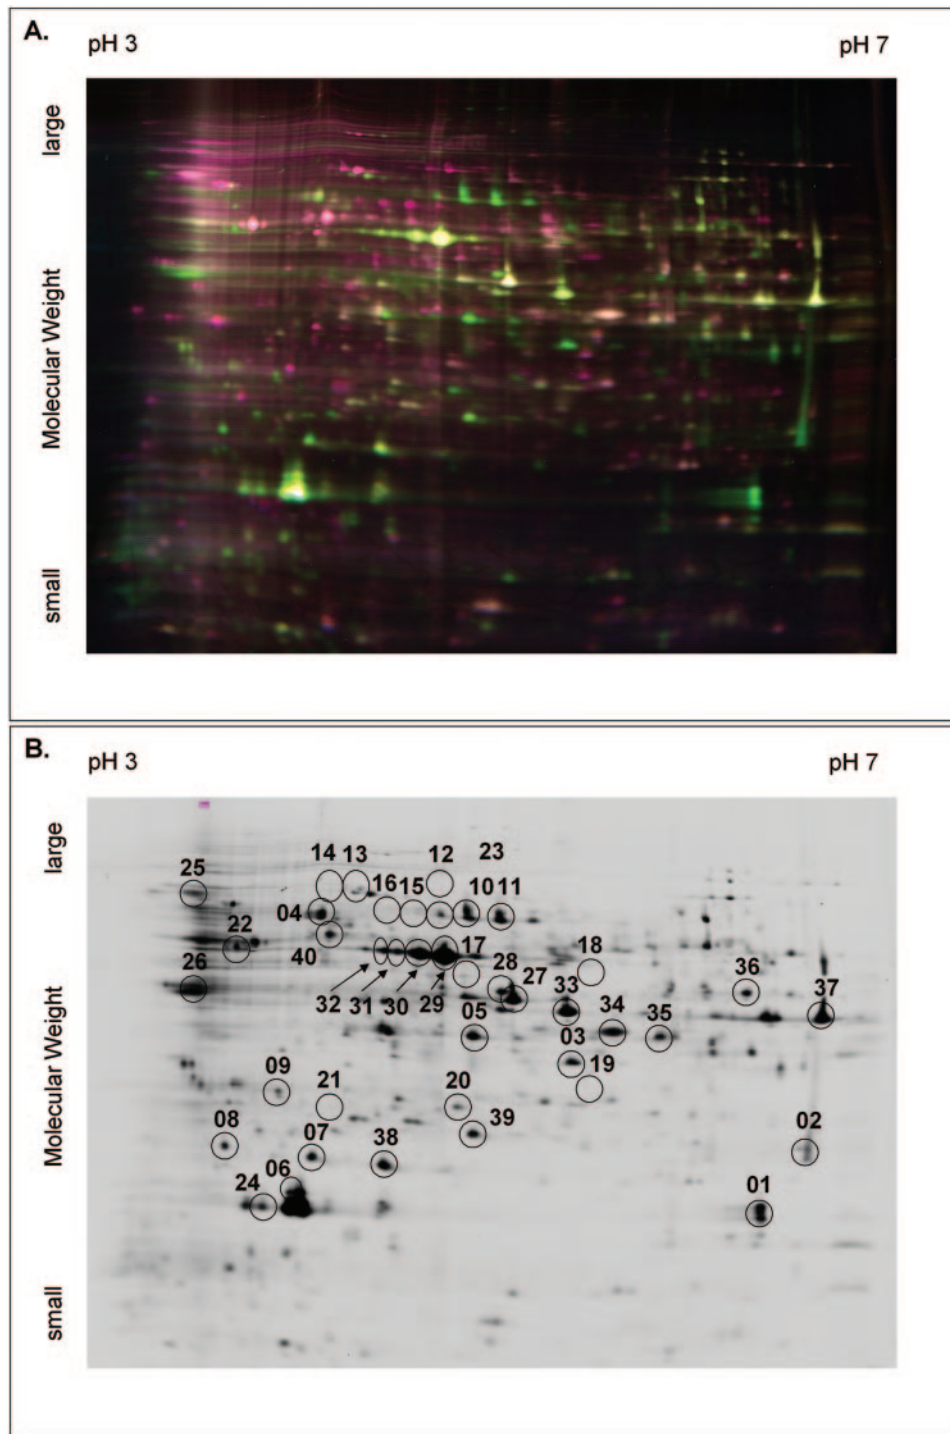 A.
pH 3 pH 7
large
Molecular Weight
small
B.
pH 3 pH 7
large
Molecular Weight
small
14 13 12 23
25 16 15 10 11
04
22 40 17 18
26 28 27 36
32 31 30 29 33 34 35 37
05
03
09 21 20 19
08 07 38 39 02
24 06 01